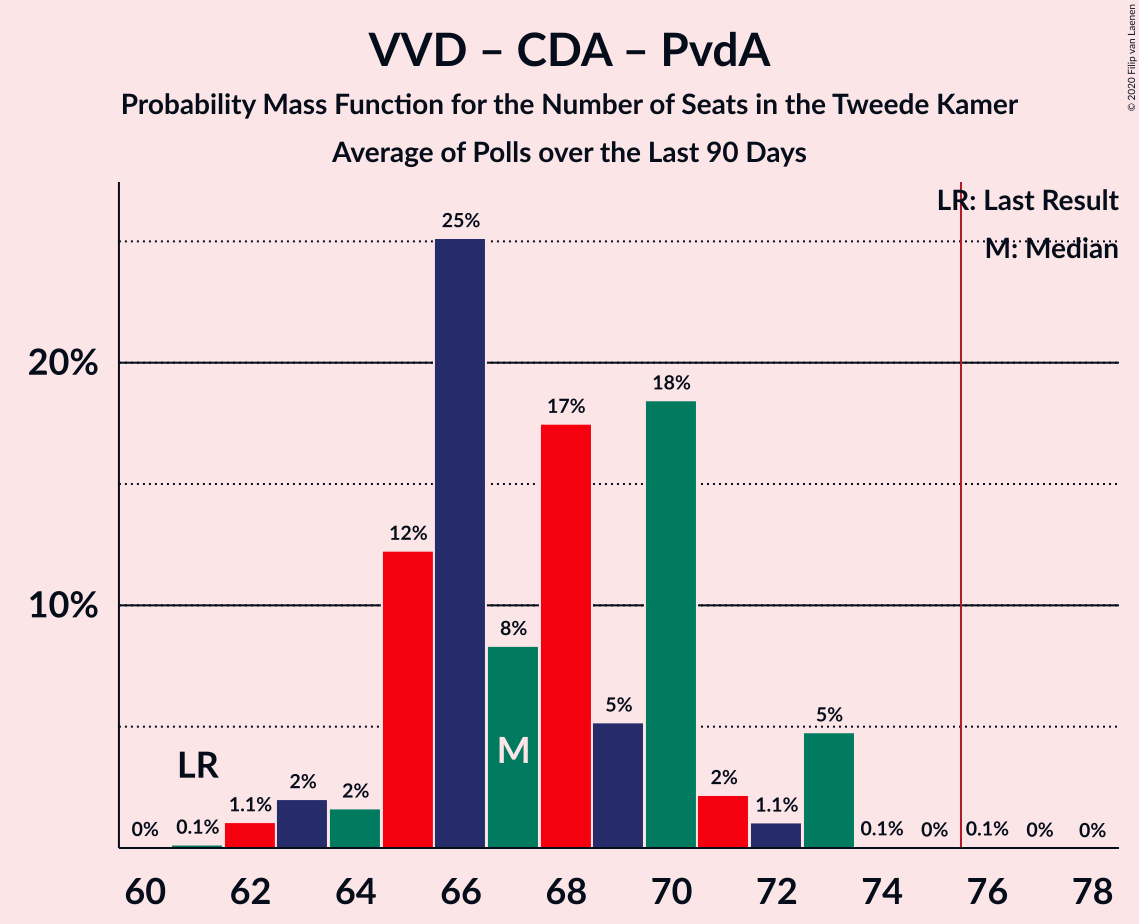 VVD – CDA – PvdA
Probability Mass Function for the Number of Seats in the Tweede Kamer
Average of Polls over the Last 90 Days
© 2020 Filip van Laenen
LR: Last Result
M: Median
25%
20%
18%
17%
12%
10%
8%
5%
5%
M
LR
2%
2%
2%
1.1%
1.1%
0%
0.1%
0.1%
0%
0.1%
0%
0%
60 62 64 66 68 70 72 74 76 78